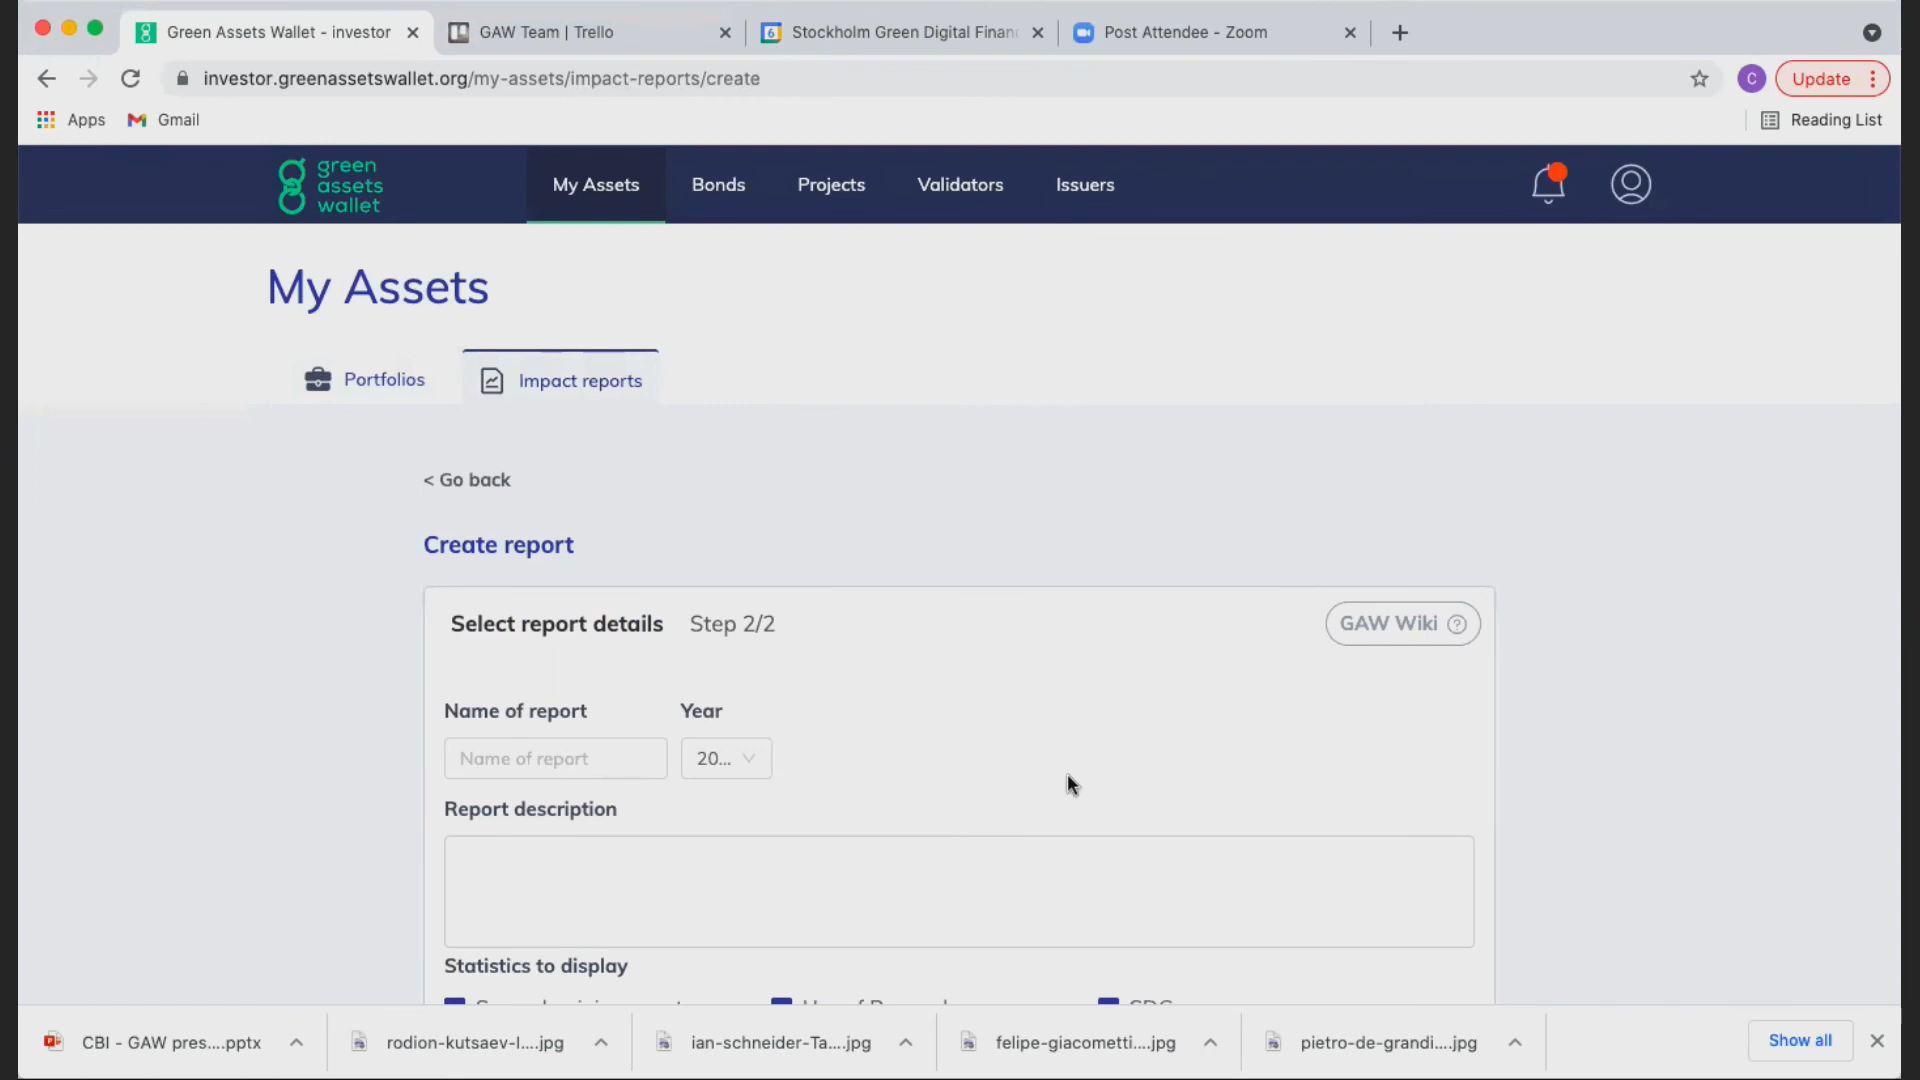 Green Assets Wallet - investor
GAW Team | Trello
6
Stockholm Green Digital Finan
Post Attendee - Zoom
investor.greenassetswallet.org/my-assets/impact-reports/create
C
Update
Apps
Gmail
Reading List
green
assets
wallet
My Assets
Bonds
Projects
Validators
Issuers
My Assets
Portfolios
Impact reports
< Go back
Create report
Select report details
Step 2/2
GAW Wiki ?
Name of report
Year
Name of report
20...
Report description
Statistics to display
CBI - GAW pres....pptx
rodion-kutsaev-l....jpg
ian-schneider-Ta....jpg
felipe-giacometti....jpg
pietro-de-grandi....jpg
Show all